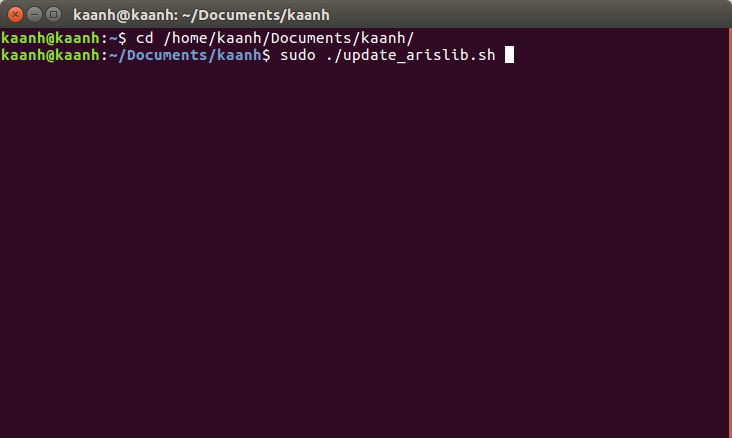 kaanh@kaanh: ~/Documents/kaanh
kaanh@kaanh:~$ cd /home/kaanh/Documents/kaanh/
kaanh@kaanh:~/Documents/kaanh$ sudo ./update_arislib.sh